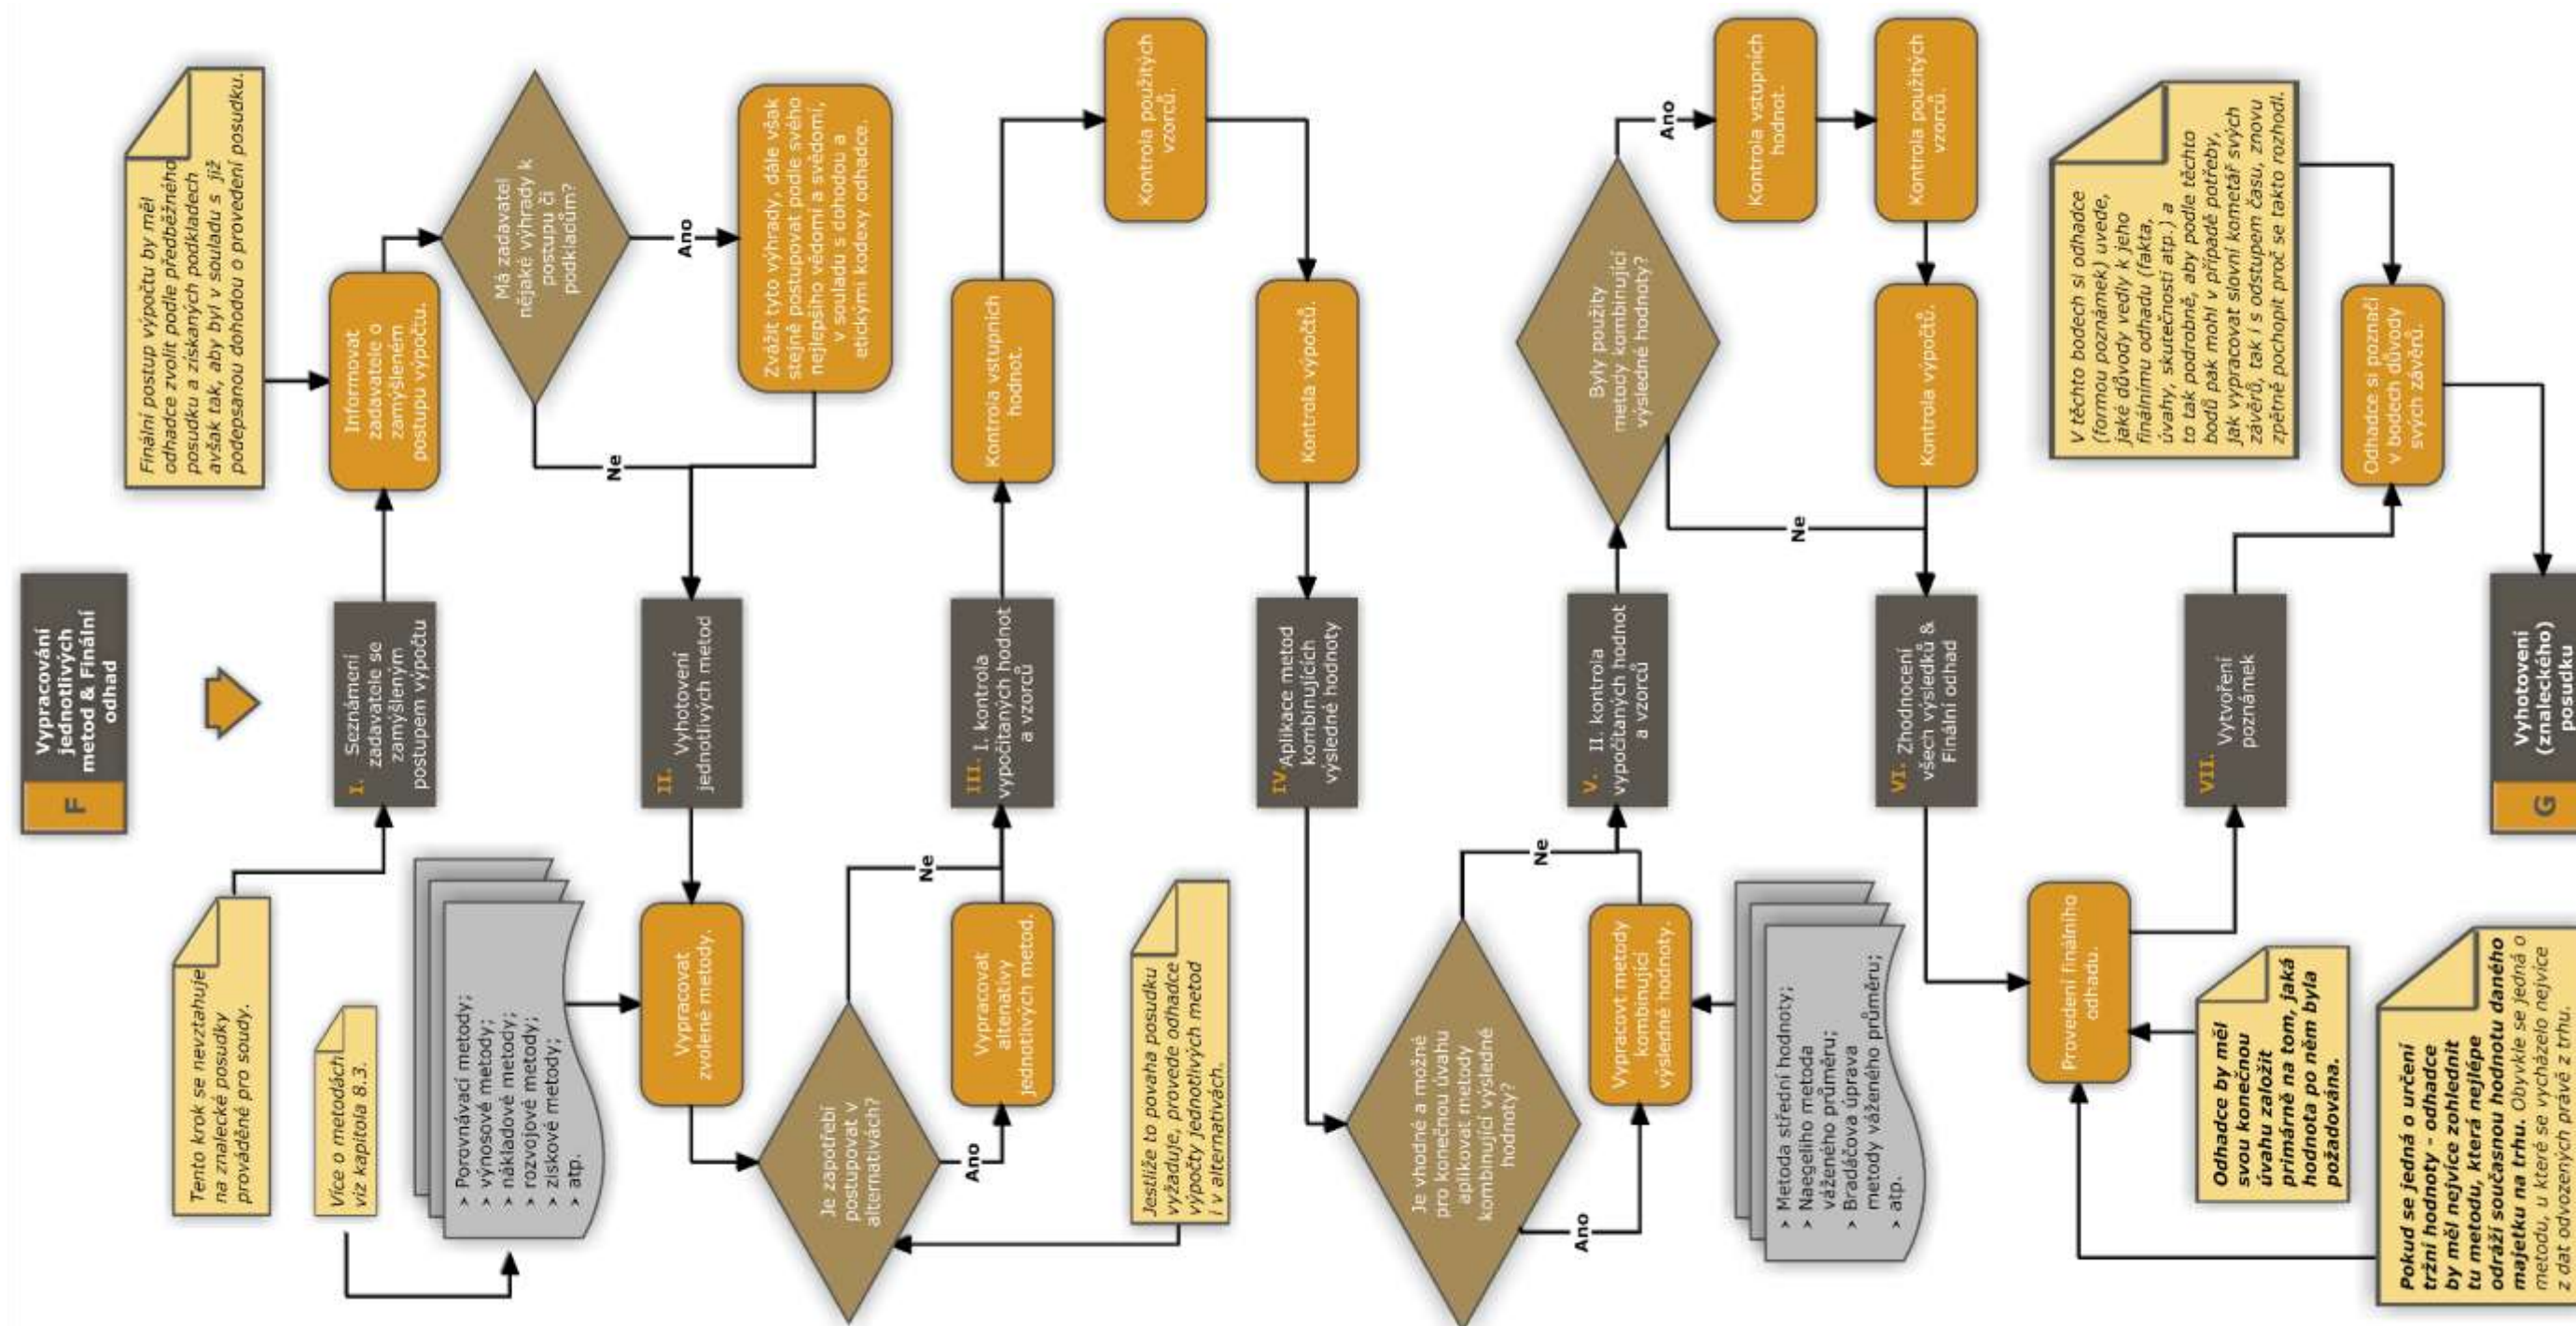 F
Vypracování
jednotlivých
metod & Finální
odhad
Tento krok se nevztahuje
na znalecké posudky
prováděné pro soudy.
I. Seznámení
zadavatele se
zamýšleným
postupem výpočtu
Finální postup výpočtu by měl
odhadce zvolit podle předběžného
posudku a získaných podkladech
avšak tak, aby byl v souladu s již
podepsanou dohodou o provedení posudku.
Informovat
zadavatele o
zamýšleném
postupu výpočtu.
Má zadavatel
nějaké výhrady k
postupu či
podkladům?
Ano
Ne
Zvážit tyto výhrady, dále však
stejně postupovat podle svého
nejlepšího vědomí a svědomí,
v souladu s dohodou a
etickými kodexy odhadce.
Více o metodách
viz kapitola 8.3.
> Porovnávací metody;
> výnosové metody;
> nákladové metody;
> rozvojové metody;
> ziskové metody;
> atp.
II. Vyhotovení
jednotlivých metod
Vypracovat
zvolené metody.
Je zapotřebí
postupovat v
alternativách?
Ne
Ano
Vypracovat
altenativy
jednotlivých metod.
Jestliže to povaha posudku
vyžaduje, provede odhadce
výpočty jednotlivých metod
i v alternativách.
III. I. kontrola
vypočítaných hodnot
a vzorců
Kontrola vstupních
hodnot.
Kontrola použitých
vzorců.
Kontrola výpočtů.
IV. Aplikace metod
kombinujících
výsledné hodnoty
Je vhodné a možné
pro konečnou úvahu
aplikovat metody
kombinující výsledné
hodnoty?
Ne
Ano
Vypracovt metody
kombinující
výsledné hodnoty.
> Metoda střední hodnoty;
> Naegeliho metoda
váženého průměru;
> Bradáčova úprava
metody váženého průměru;
> atp.
V. II. kontrola
vypočítaných hodnot
a vzorců
Byly použity
metody kombinující
výsledné hodnoty?
Ano
Ne
Kontrola vstupních
hodnot.
Kontrola použitých
vzorců.
Kontrola výpočtů.
VI. Zhodnocení
všech výsledků &
Finální odhad
Provedení finálního
odhadu.
Odhadce by měl
svou konečnou
úvahu založit
primárně na tom, jaká
hodnota po něm byla
požadována.
Pokud se jedná o určení
tržní hodnoty - odhadce
by měl nejvíce zohlednit
tu metodu, která nejlépe
odráží současnou hodnotu daného
majetku na trhu. Obvykle se jedná o
metodu, u které se vycházelo nejvíce
z dat odvozených právě z trhu.
VII. Vytvoření
poznámek
V těchto bodech si odhadce
(formou poznámek) uvede,
jaké důvody vedly k jeho
finálnímu odhadu (fakta,
úvahy, skutečnosti atp.) a
to tak podrobně, aby podle těchto
bodů pak mohl v případě potřeby,
jak vypracovat slovní kometář svých
závěrů, tak i s odstupem času, znovu
zpětně pochopit proč se takto rozhodl.
Odhadce si poznačí
v bodech důvody
svých závěrů.
G
Vyhotovení
(znaleckého)
posudku